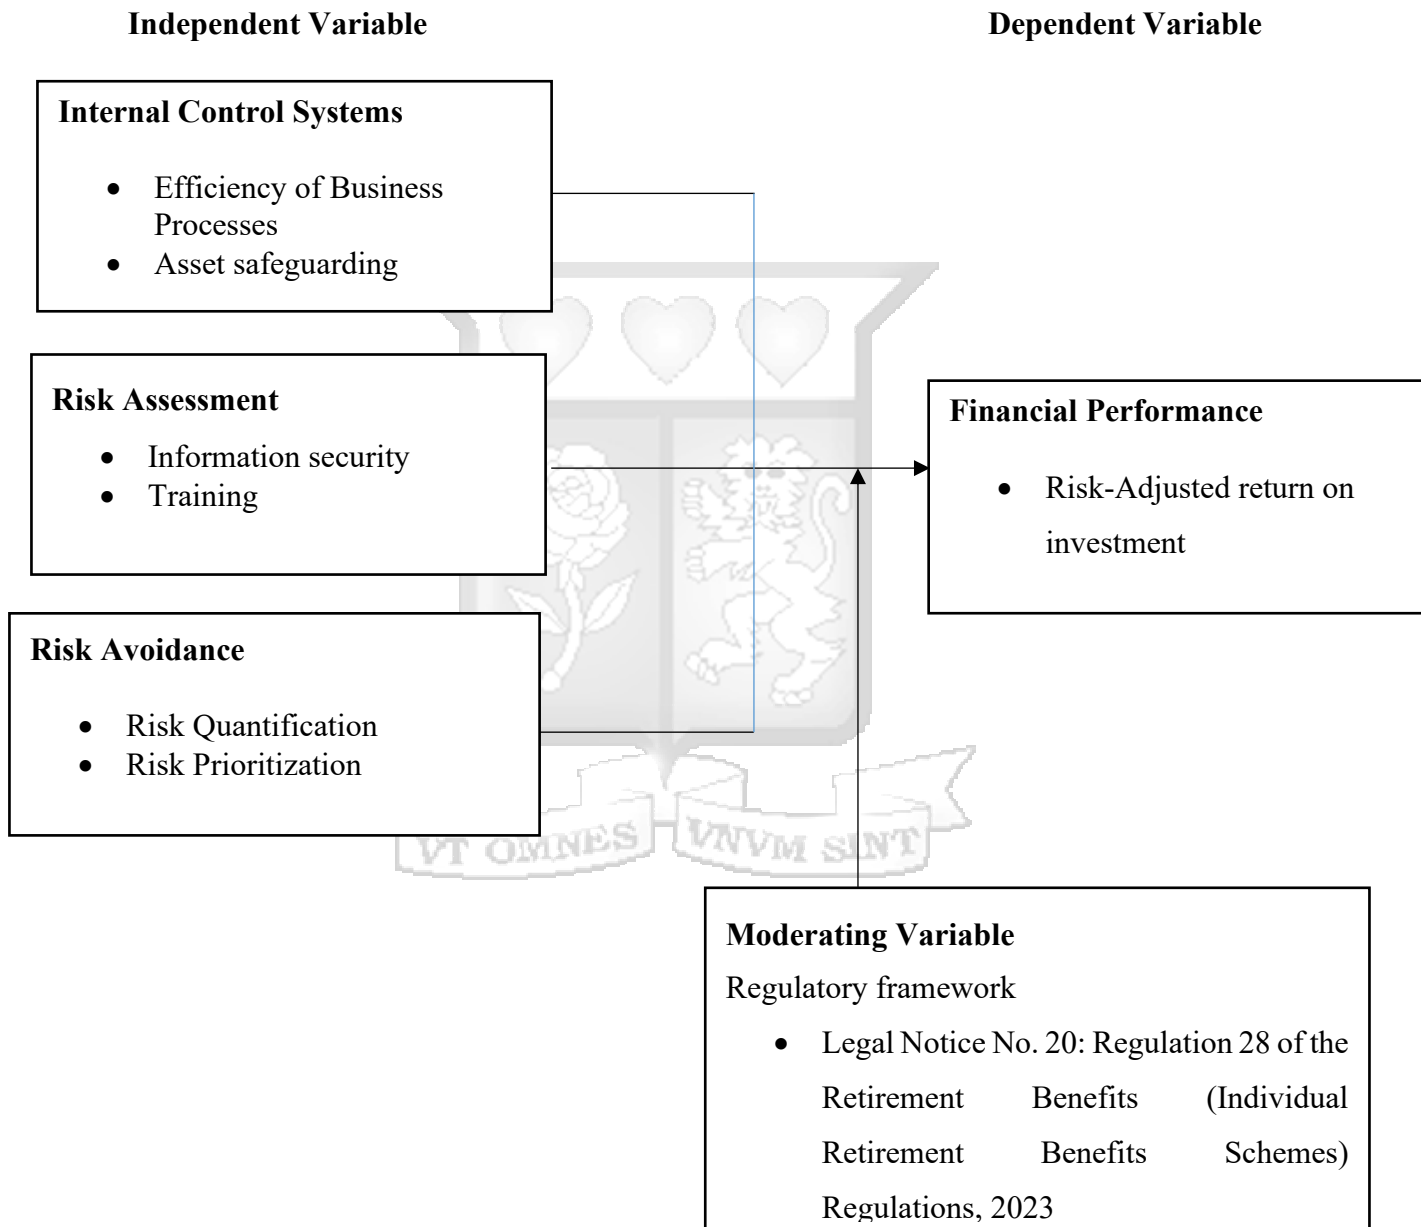 Independent Variable
Dependent Variable
Internal Control Systems
• Efficiency of Business
Processes
• Asset safeguarding
Risk Assessment
• Information security
• Training
Financial Performance
• Risk-Adjusted return on
investment
Risk Avoidance
• Risk Quantification
• Risk Prioritization
VT OMNES VNVM SINT
Moderating Variable
Regulatory framework
• Legal Notice No. 20: Regulation 28 of the
Retirement Benefits (Individual
Retirement Benefits Schemes)
Regulations, 2023